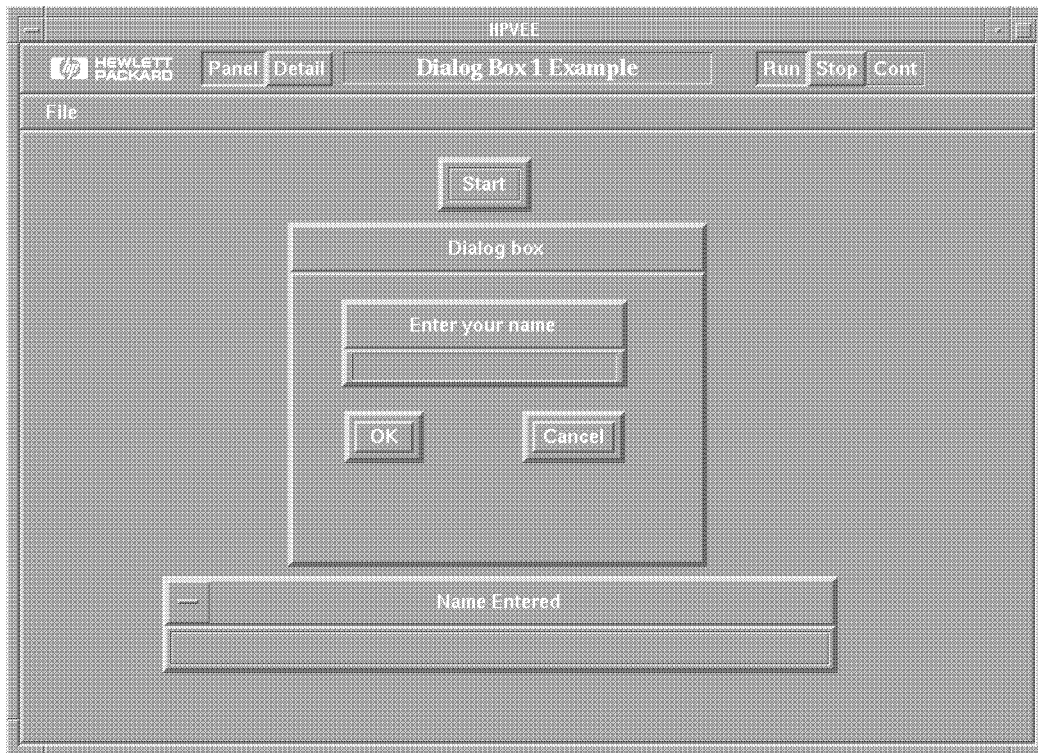 HPVEE
hp HEWLETT PACKARD Panel Detail Dialog Box 1 Example Run Stop Cont
File
Start
Dialog box
Enter your name
OK Cancel
Name Entered